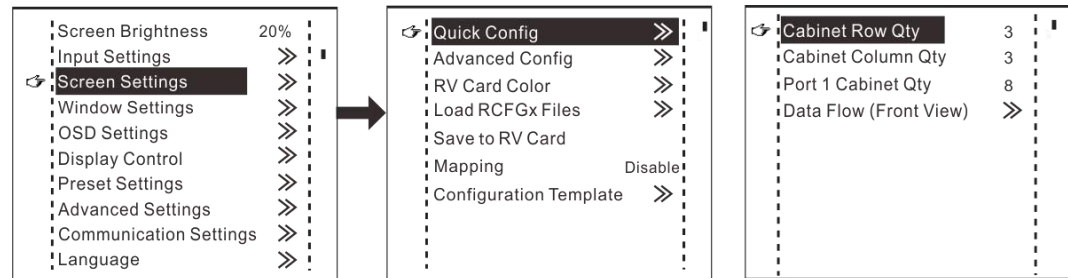 Screen Brightness 20%
Input Settings
Screen Settings
Window Settings
OSD Settings
Display Control
Preset Settings
Advanced Settings
Communication Settings
Language
Quick Config
Advanced Config
RV Card Color
Load RCFGx Files
Save to RV Card
Mapping Disable
Configuration Template
Cabinet Row Qty 3
Cabinet Column Qty 3
Port 1 Cabinet Qty 8
Data Flow (Front View)